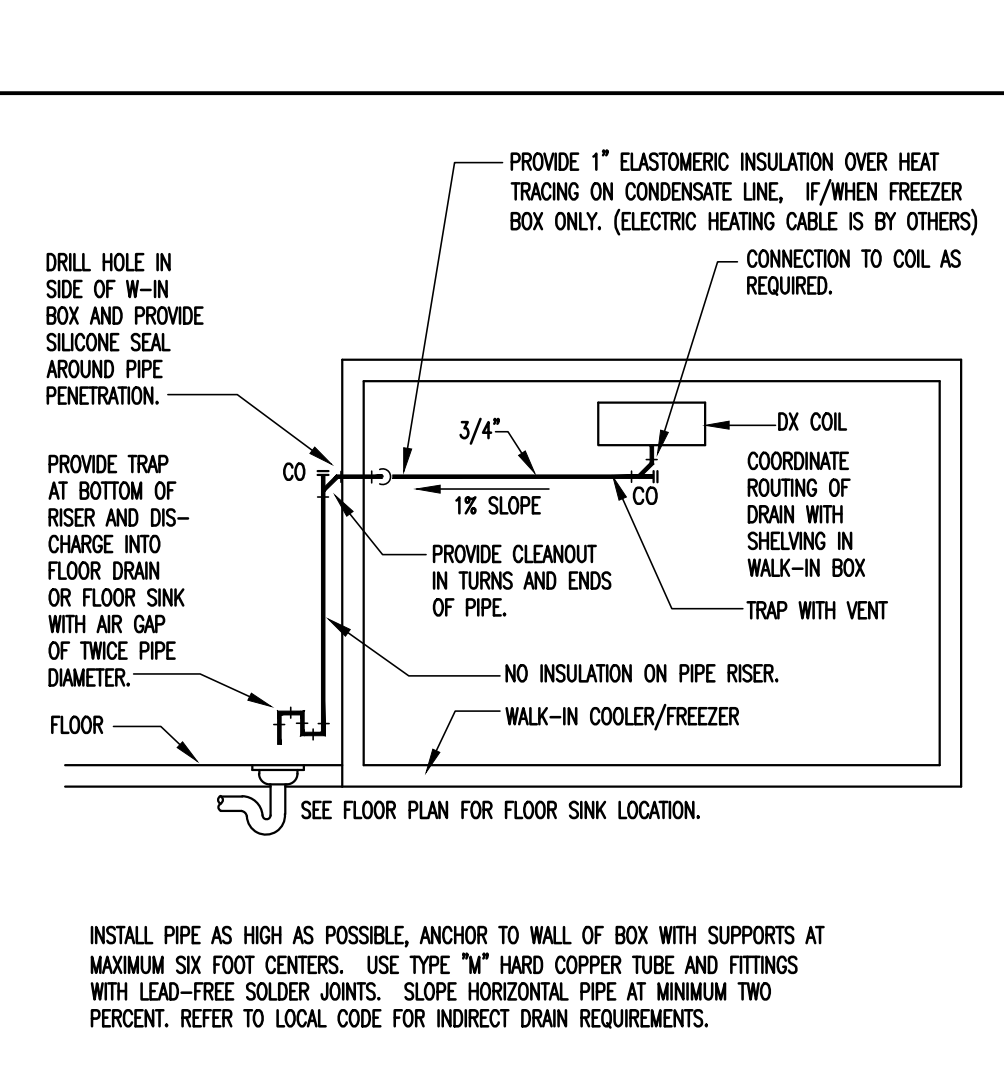 PROVIDE 1" ELASTOMERIC INSULATION OVER HEAT
TRACING ON CONDENSATE LINE, IF/WHEN FREEZER
BOX ONLY. (ELECTRIC HEATING CABLE IS BY OTHERS)
CONNECTION TO COIL AS
REQUIRED.
DRILL HOLE IN
SIDE OF W-IN
BOX AND PROVIDE
SILICONE SEAL
AROUND PIPE
PENETRATION.
DX COIL
3/4"
CO
CO
1% SLOPE
PROVIDE TRAP
AT BOTTOM OF
RISER AND DIS-
CHARGE INTO
FLOOR DRAIN
OR FLOOR SINK
WITH AIR GAP
OF TWICE PIPE
DIAMETER.
COORDINATE
ROUTING OF
DRAIN WITH
SHELVING IN
WALK-IN BOX
PROVIDE CLEANOUT
IN TURNS AND ENDS
OF PIPE.
TRAP WITH VENT
NO INSULATION ON PIPE RISER.
WALK-IN COOLER/FREEZER
FLOOR
SEE FLOOR PLAN FOR FLOOR SINK LOCATION.
INSTALL PIPE AS HIGH AS POSSIBLE, ANCHOR TO WALL OF BOX WITH SUPPORTS AT
MAXIMUM SIX FOOT CENTERS. USE TYPE "M" HARD COPPER TUBE AND FITTINGS
WITH LEAD-FREE SOLDER JOINTS. SLOPE HORIZONTAL PIPE AT MINIMUM TWO
PERCENT. REFER TO LOCAL CODE FOR INDIRECT DRAIN REQUIREMENTS.